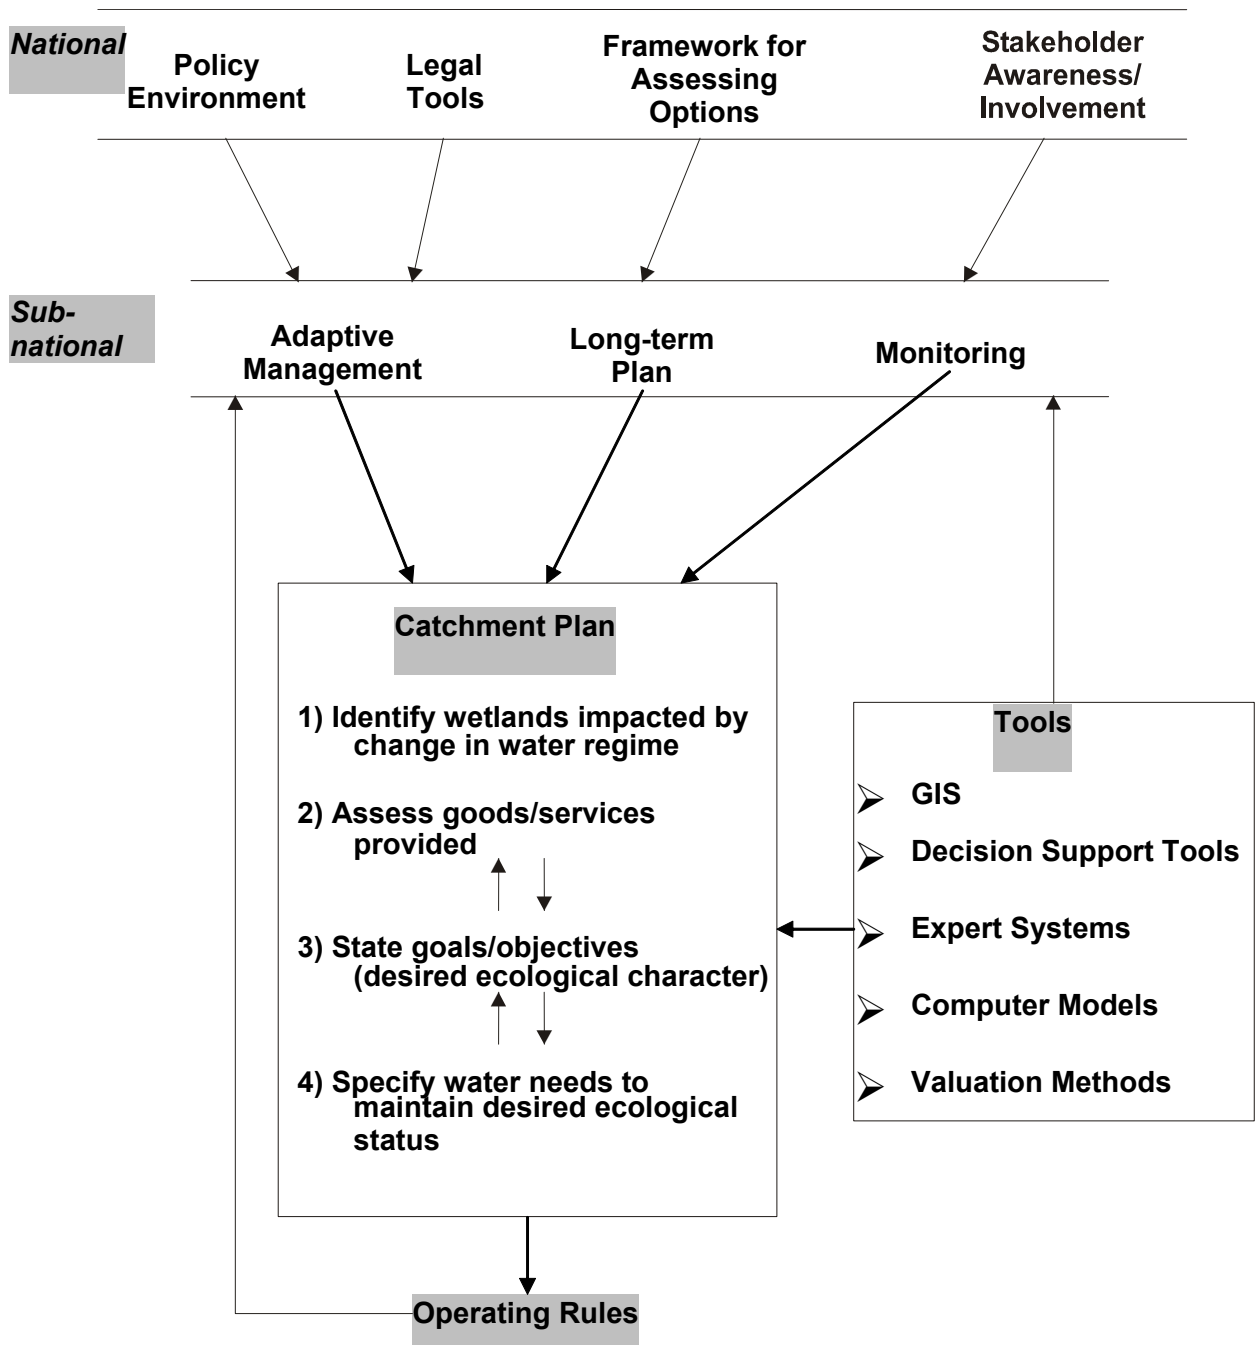 National
Policy
Environment
Legal
Tools
Framework for
Assessing
Options
Stakeholder
Awareness/
Involvement
Sub-
national
Adaptive
Management
Long-term
Plan
Monitoring
Catchment Plan
1) Identify wetlands impacted by
change in water regime
2) Assess goods/services
provided
3) State goals/objectives
(desired ecological character)
4) Specify water needs to
maintain desired ecological
status
Tools
GIS
Decision Support Tools
Expert Systems
Computer Models
Valuation Methods
Operating Rules